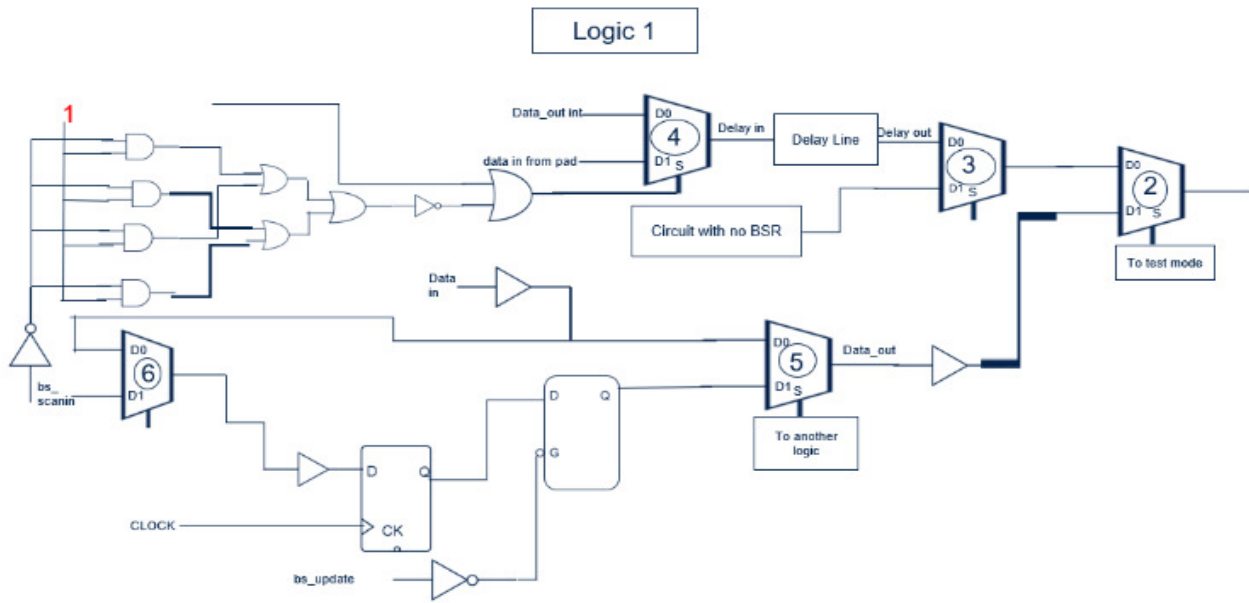 Logic 1
1
Data_out int
D0
4
D1
S
data in from pad
Delay in
Delay Line
Delay out
D0
3
D1
S
D0
2
D1
S
Circuit with no BSR
To test mode
Data
in
D0
5
D1
S
Data_out
To another
logic
D0
6
D1
bs_
scanin
D
Q
CK
D
Q
G
CLOCK
bs_update